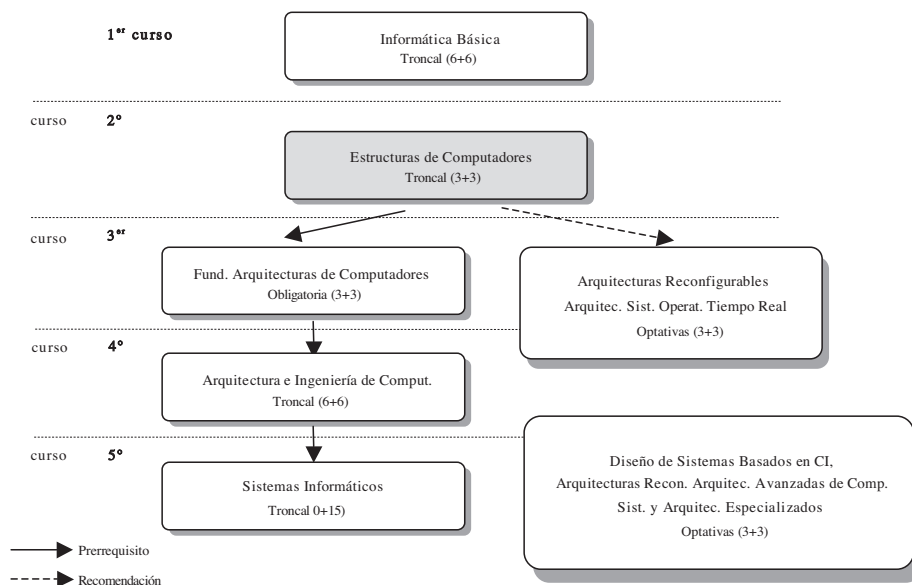 1er curso
Informática Básica
Troncal (6+6)
curso 2º
Estructuras de Computadores
Troncal (3+3)
curso 3er
Fund. Arquitecturas de Computadores
Obligatoria (3+3)
Arquitecturas Reconfigurables
Arquitec. Sist. Operat. Tiempo Real
Optativas (3+3)
curso 4º
Arquitectura e Ingeniería de Comput.
Troncal (6+6)
curso 5º
Sistemas Informáticos
Troncal 0+15)
Diseño de Sistemas Basados en CI,
Arquitecturas Recon. Arquitec. Avanzadas de Comp.
Sist. y Arquitec. Especializados
Optativas (3+3)
Prerrequisito
Recomendación